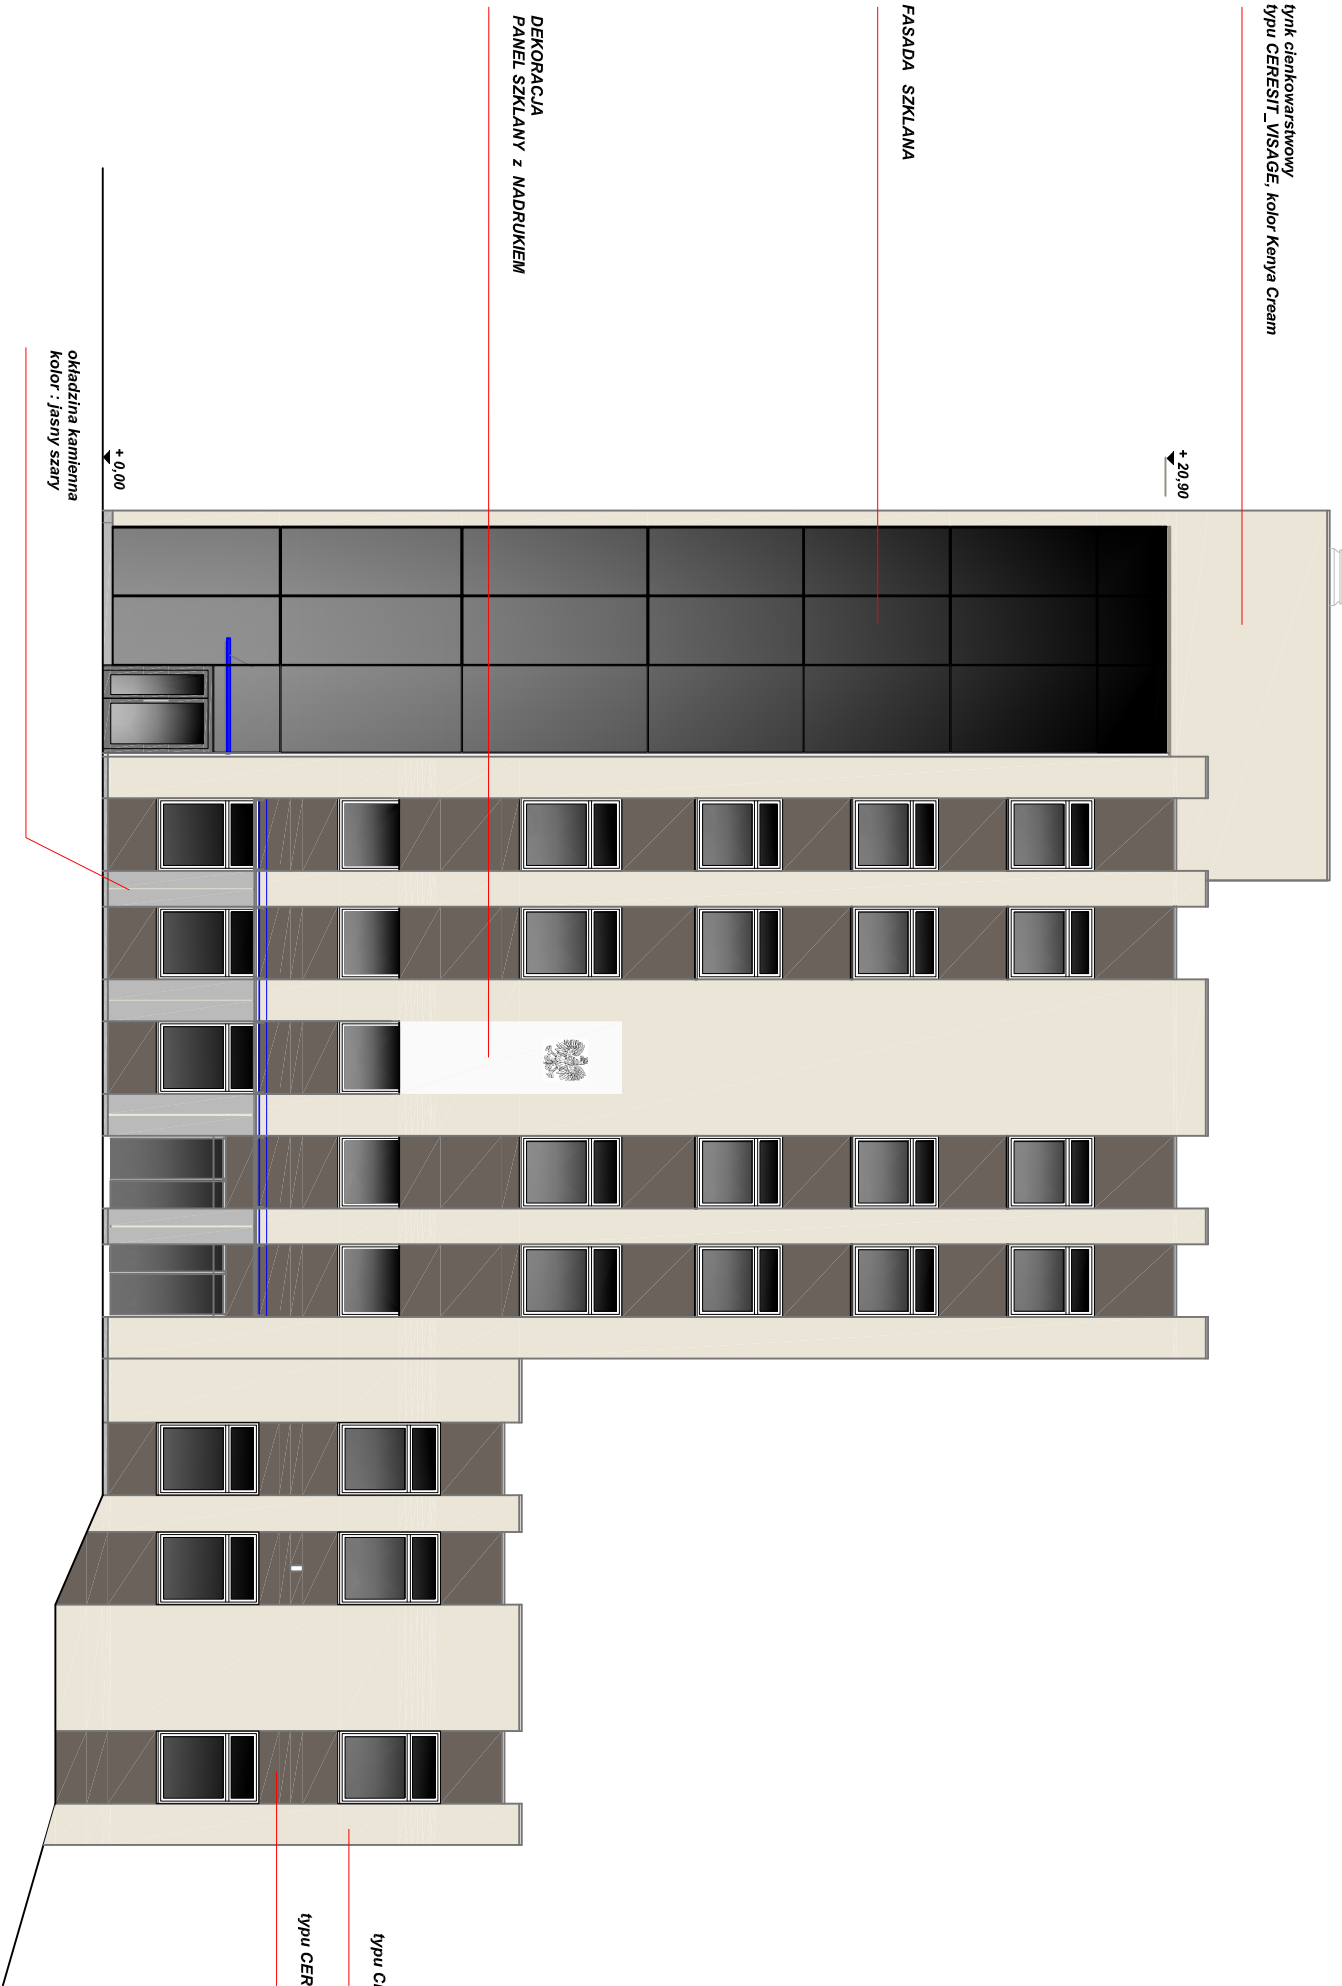 tynk cienkowarstwowy
typu CERESIT_VISAGE, kolor Kenya Cream
FASADA SZKLANA
DEKORACJA
PANEL SZKLANY z NADRUKIEM
+ 20,90
+ 0,00
okładzina kamienna
kolor : jasny szary
typu CER
typu